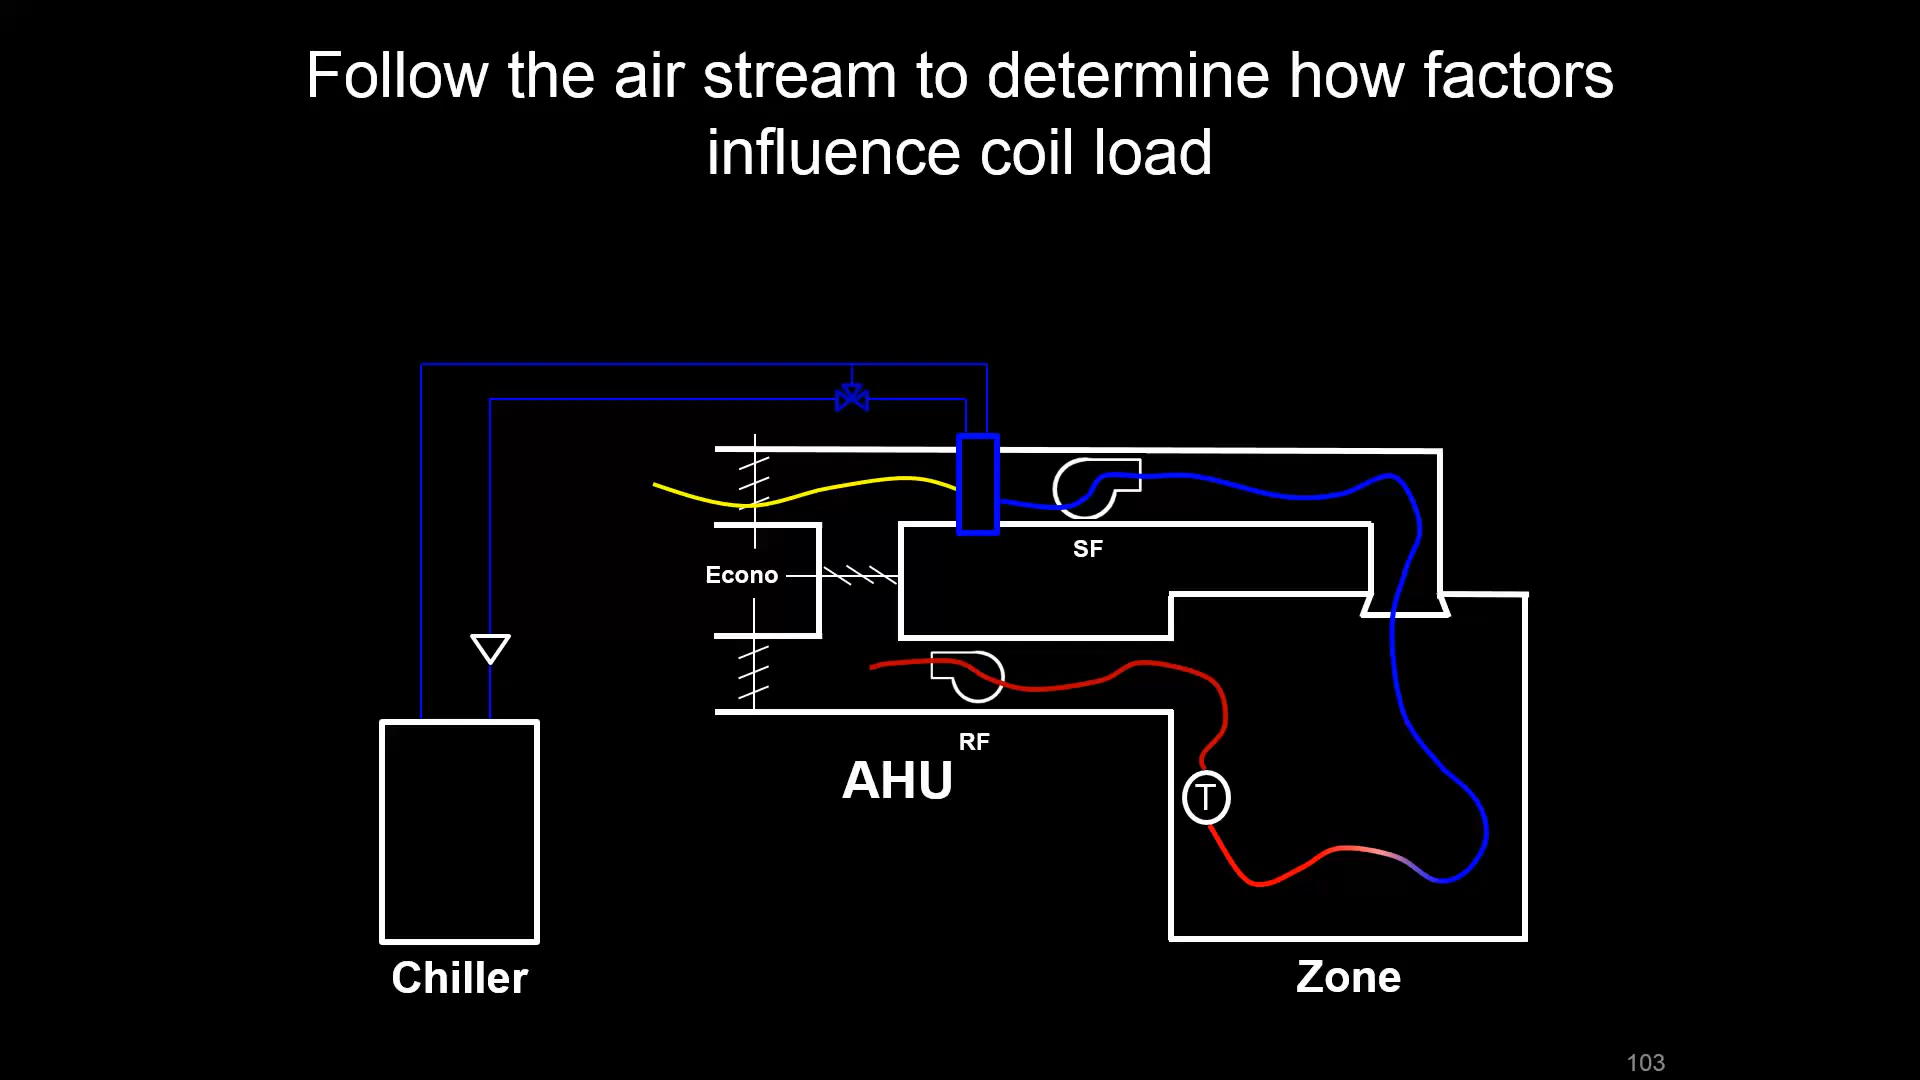 Follow the air stream to determine how factors
influence coil load
SF
Econo
RF
AHU
T
Chiller
Zone
103